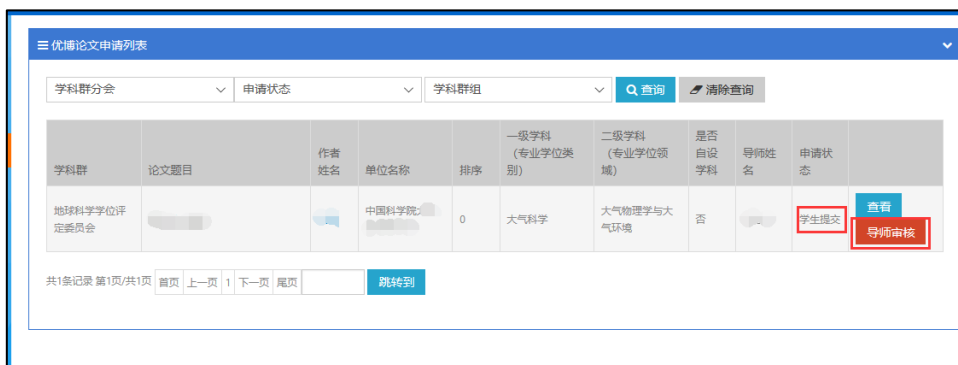 优博论文申请列表
学科群分会 申请状态 学科群组 查询 清除查询
学科群 论文题目 作者姓名 单位名称 排序 一级学科（专业学位类别） 二级学科（专业学位领域） 是否自设学科 导师姓名 申请状态
地球科学学位评定委员会 中国科学院 0 大气科学 大气物理学与大气环境 否 学生提交 查看
导师审核
共1条记录 第1页/共1页 首页 上一页 1 下一页 尾页 跳转到